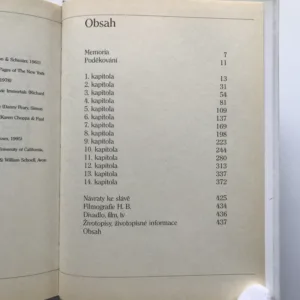 Obsah
Memoria 7
Poděkování 11
1. kapitola 13
2. kapitola 31
3. kapitola 54
4. kapitola 81
5. kapitola 109
6. kapitola 137
7. kapitola 169
8. kapitola 198
9. kapitola 223
10. kapitola 244
11. kapitola 280
12. kapitola 313
13. kapitola 337
14. kapitola 372
Návraty ke slávě 425
Filmografie H. B. 434
Divadlo, film, tv 436
Životopisy, životopisné informace 437
Obsah